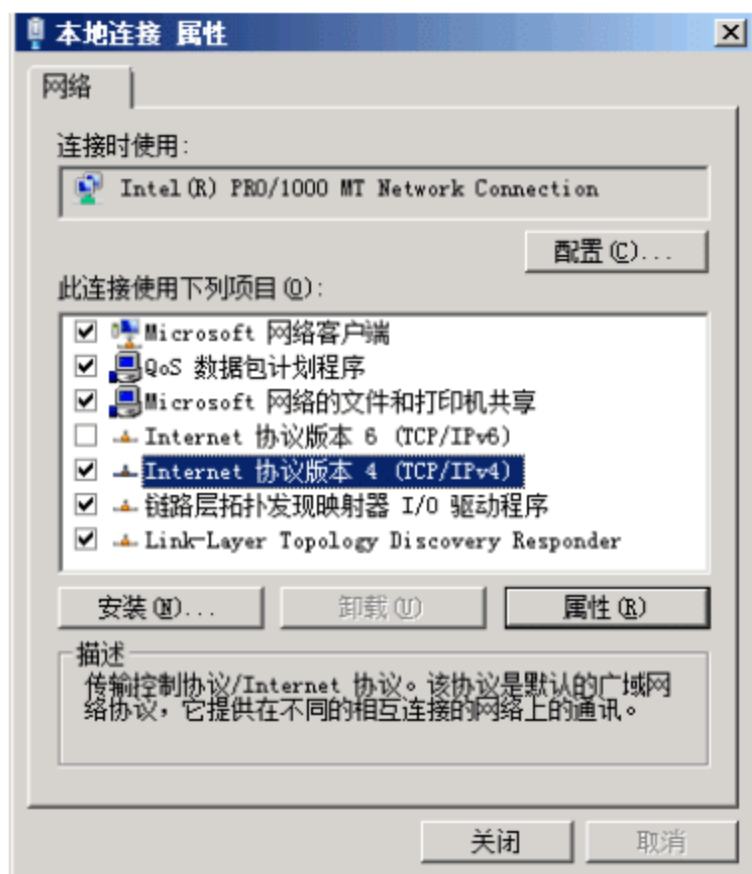 本地连接 属性
网络
连接时使用:
Intel(R) PRO/1000 MT Network Connection
配置(C)...
此连接使用下列项目(O):
Microsoft 网络客户端
QoS 数据包计划程序
Microsoft 网络的文件和打印机共享
Internet 协议版本 6 (TCP/IPv6)
Internet 协议版本 4 (TCP/IPv4)
链路层拓扑发现映射器 I/O 驱动程序
Link-Layer Topology Discovery Responder
安装(N)... 卸载(U) 属性(R)
描述
传输控制协议/Internet 协议。该协议是默认的广域网
络协议，它提供在不同的相互连接的网络上的通讯。
关闭 取消